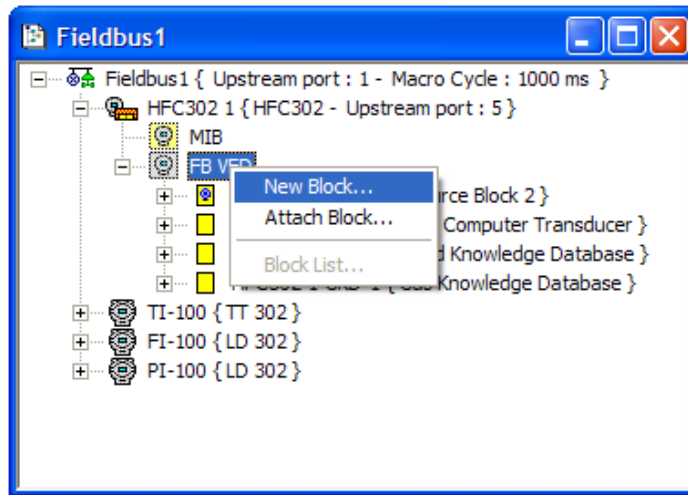 Fieldbus1
Fieldbus1 { Upstream port : 1 - Macro Cycle : 1000 ms }
HFC302 1 { HFC302 - Upstream port : 5 }
MIB
FB VFD
New Block...
Attach Block...
Block List...
Block 2 }
Computer Transducer }
Knowledge Database }
Knowledge Database }
TI-100 { TT 302 }
FI-100 { LD 302 }
PI-100 { LD 302 }